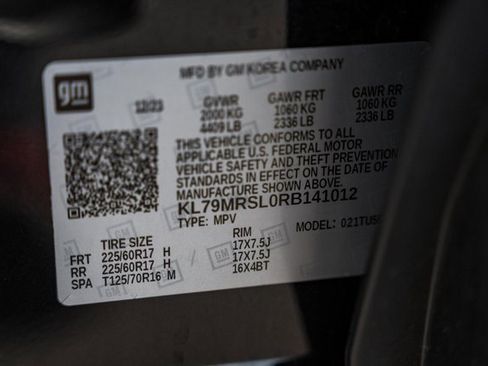 MFD BY GM KOREA COMPANY
gm
12/23
GVWR GAWR FRT GAWR RR
2000 KG 1060 KG 1060 KG
4409 LB 2336 LB 2336 LB
THIS VEHICLE CONFORMS TO ALL
APPLICABLE U.S. FEDERAL MOTOR
VEHICLE SAFETY AND THEFT PREVENTION
STANDARDS IN EFFECT ON THE DATE OF
MANUFACTURE SHOWN ABOVE.
KL79MRSL0RB141012
TYPE: MPV MODEL: 021TU5
TIRE SIZE RIM
FRT 225/60R17 H 17X7.5J
RR 225/60R17 H 17X7.5J
SPA T125/70R16 M 16X4BT